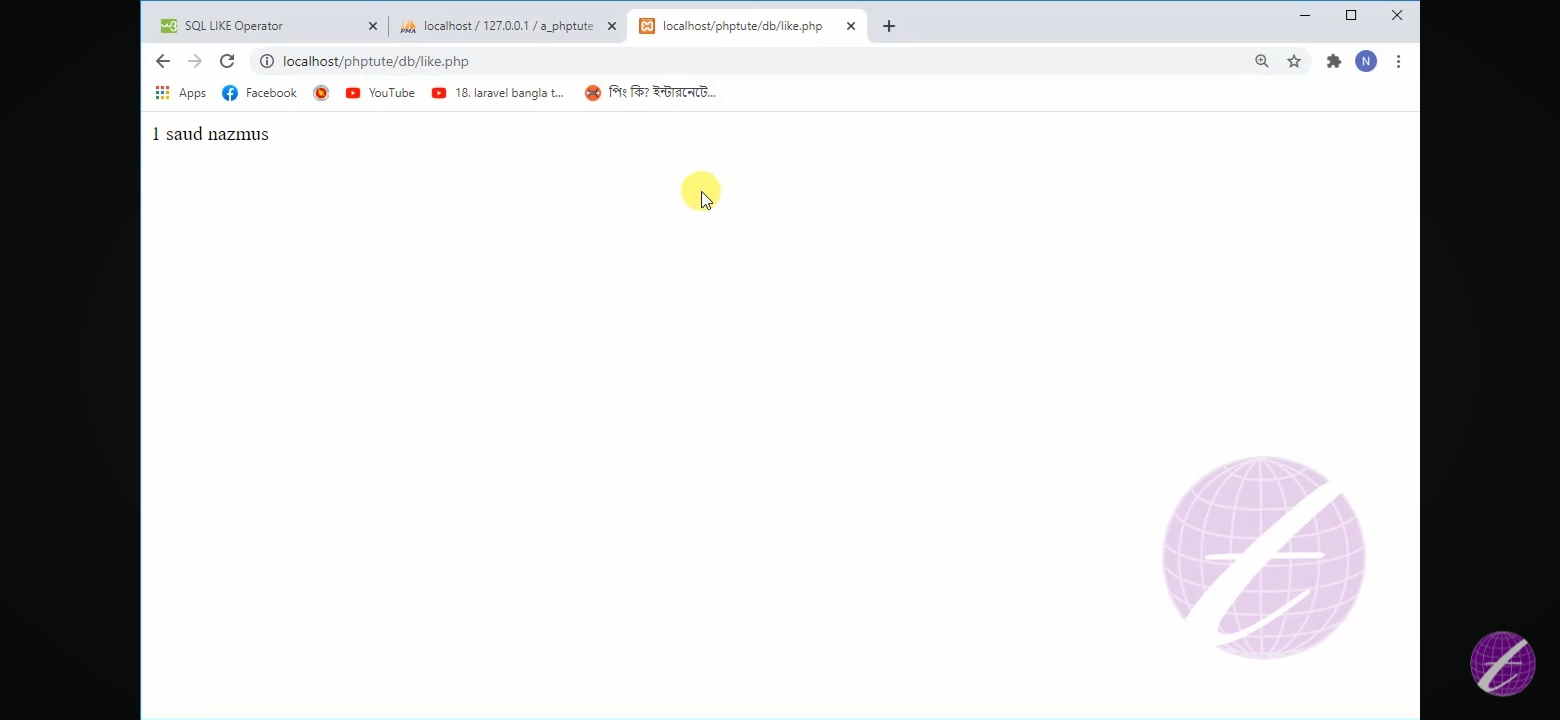 SQL LIKE Operator
localhost / 127.0.0.1 / a_phptute
localhost/phptute/db/like.php
localhost/phptute/db/like.php
N
Apps
Facebook
YouTube
18. laravel bangla t...
পিং কি? ইন্টারনেটে...
1 saud nazmus